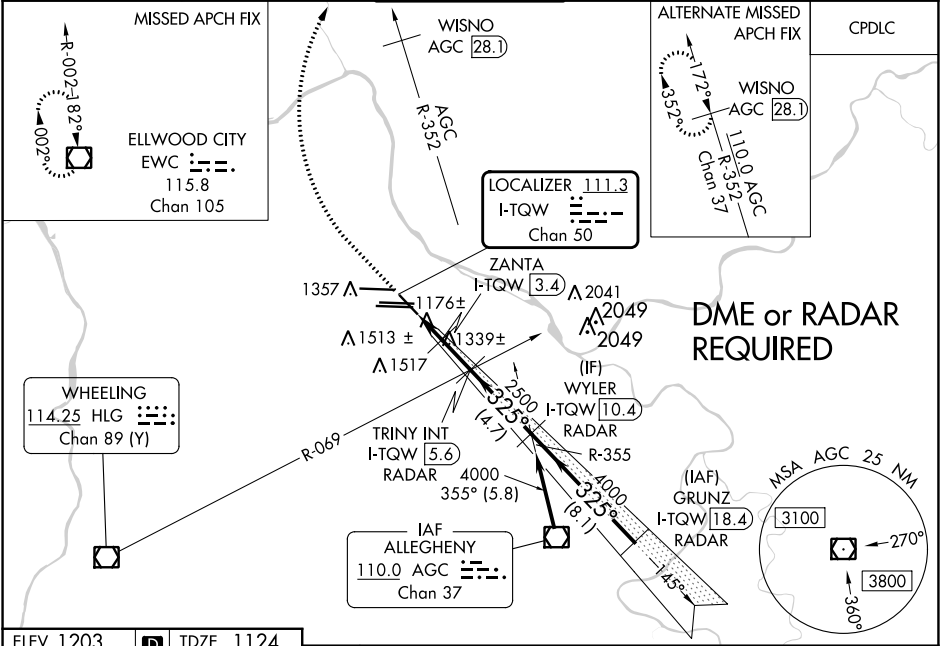 MISSED APCH FIX
R-002
182°
002°
ELLWOOD CITY
EWC
115.8
Chan 105
WISNO
AGC 28.1
AGC
R-352
ALTERNATE MISSED
APCH FIX
172°
352°
WISNO
AGC 28.1
110.0 AGC
R-352
Chan 37
CPDLC
LOCALIZER 111.3
I-TQW
Chan 50
ZANTA
I-TQW 3.4
1357
1176±
1513 ±
1339±
1517
2041
2049
2049
DME or RADAR
REQUIRED
WHEELING
114.25 HLG
Chan 89 (Y)
R-069
TRINY INT
I-TQW 5.6
RADAR
2500
325°
(4.7)
(IF)
WYLER
I-TQW 10.4
RADAR
R-355
4000
355° (5.8)
4000
325°
(8.1)
(IAF)
GRUNZ
I-TQW 18.4
RADAR
145°
IAF
ALLEGHENY
110.0 AGC
Chan 37
MSA AGC 25 NM
3100
270°
3800
360°
ELEV 1203
D
TDZE 1124